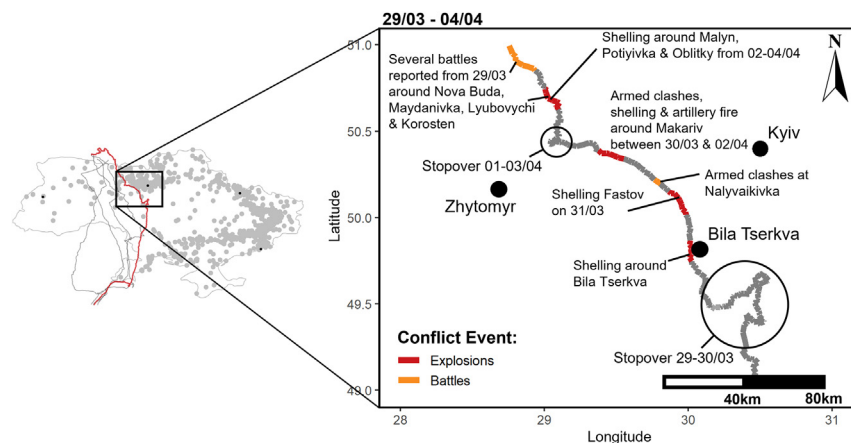 29/03 - 04/04
Shelling around Malyn,
Potiyivka & Oblitky from 02-04/04
N
Several battles
reported from 29/03
around Nova Buda,
Maydanivka, Lyubovychi
& Korosten
Armed clashes,
shelling & artillery fire
around Makariv
between 30/03 & 02/04
Kyiv
Stopover 01-03/04
Armed clashes at
Nalyvaikivka
Zhytomyr
Shelling Fastov
on 31/03
Bila Tserkva
Shelling around
Bila Tserkva
Stopover 29-30/03
Conflict Event:
Explosions
Battles
40km 80km
51.0
50.5
50.0
49.5
49.0
Latitude
28 29 30 31
Longitude